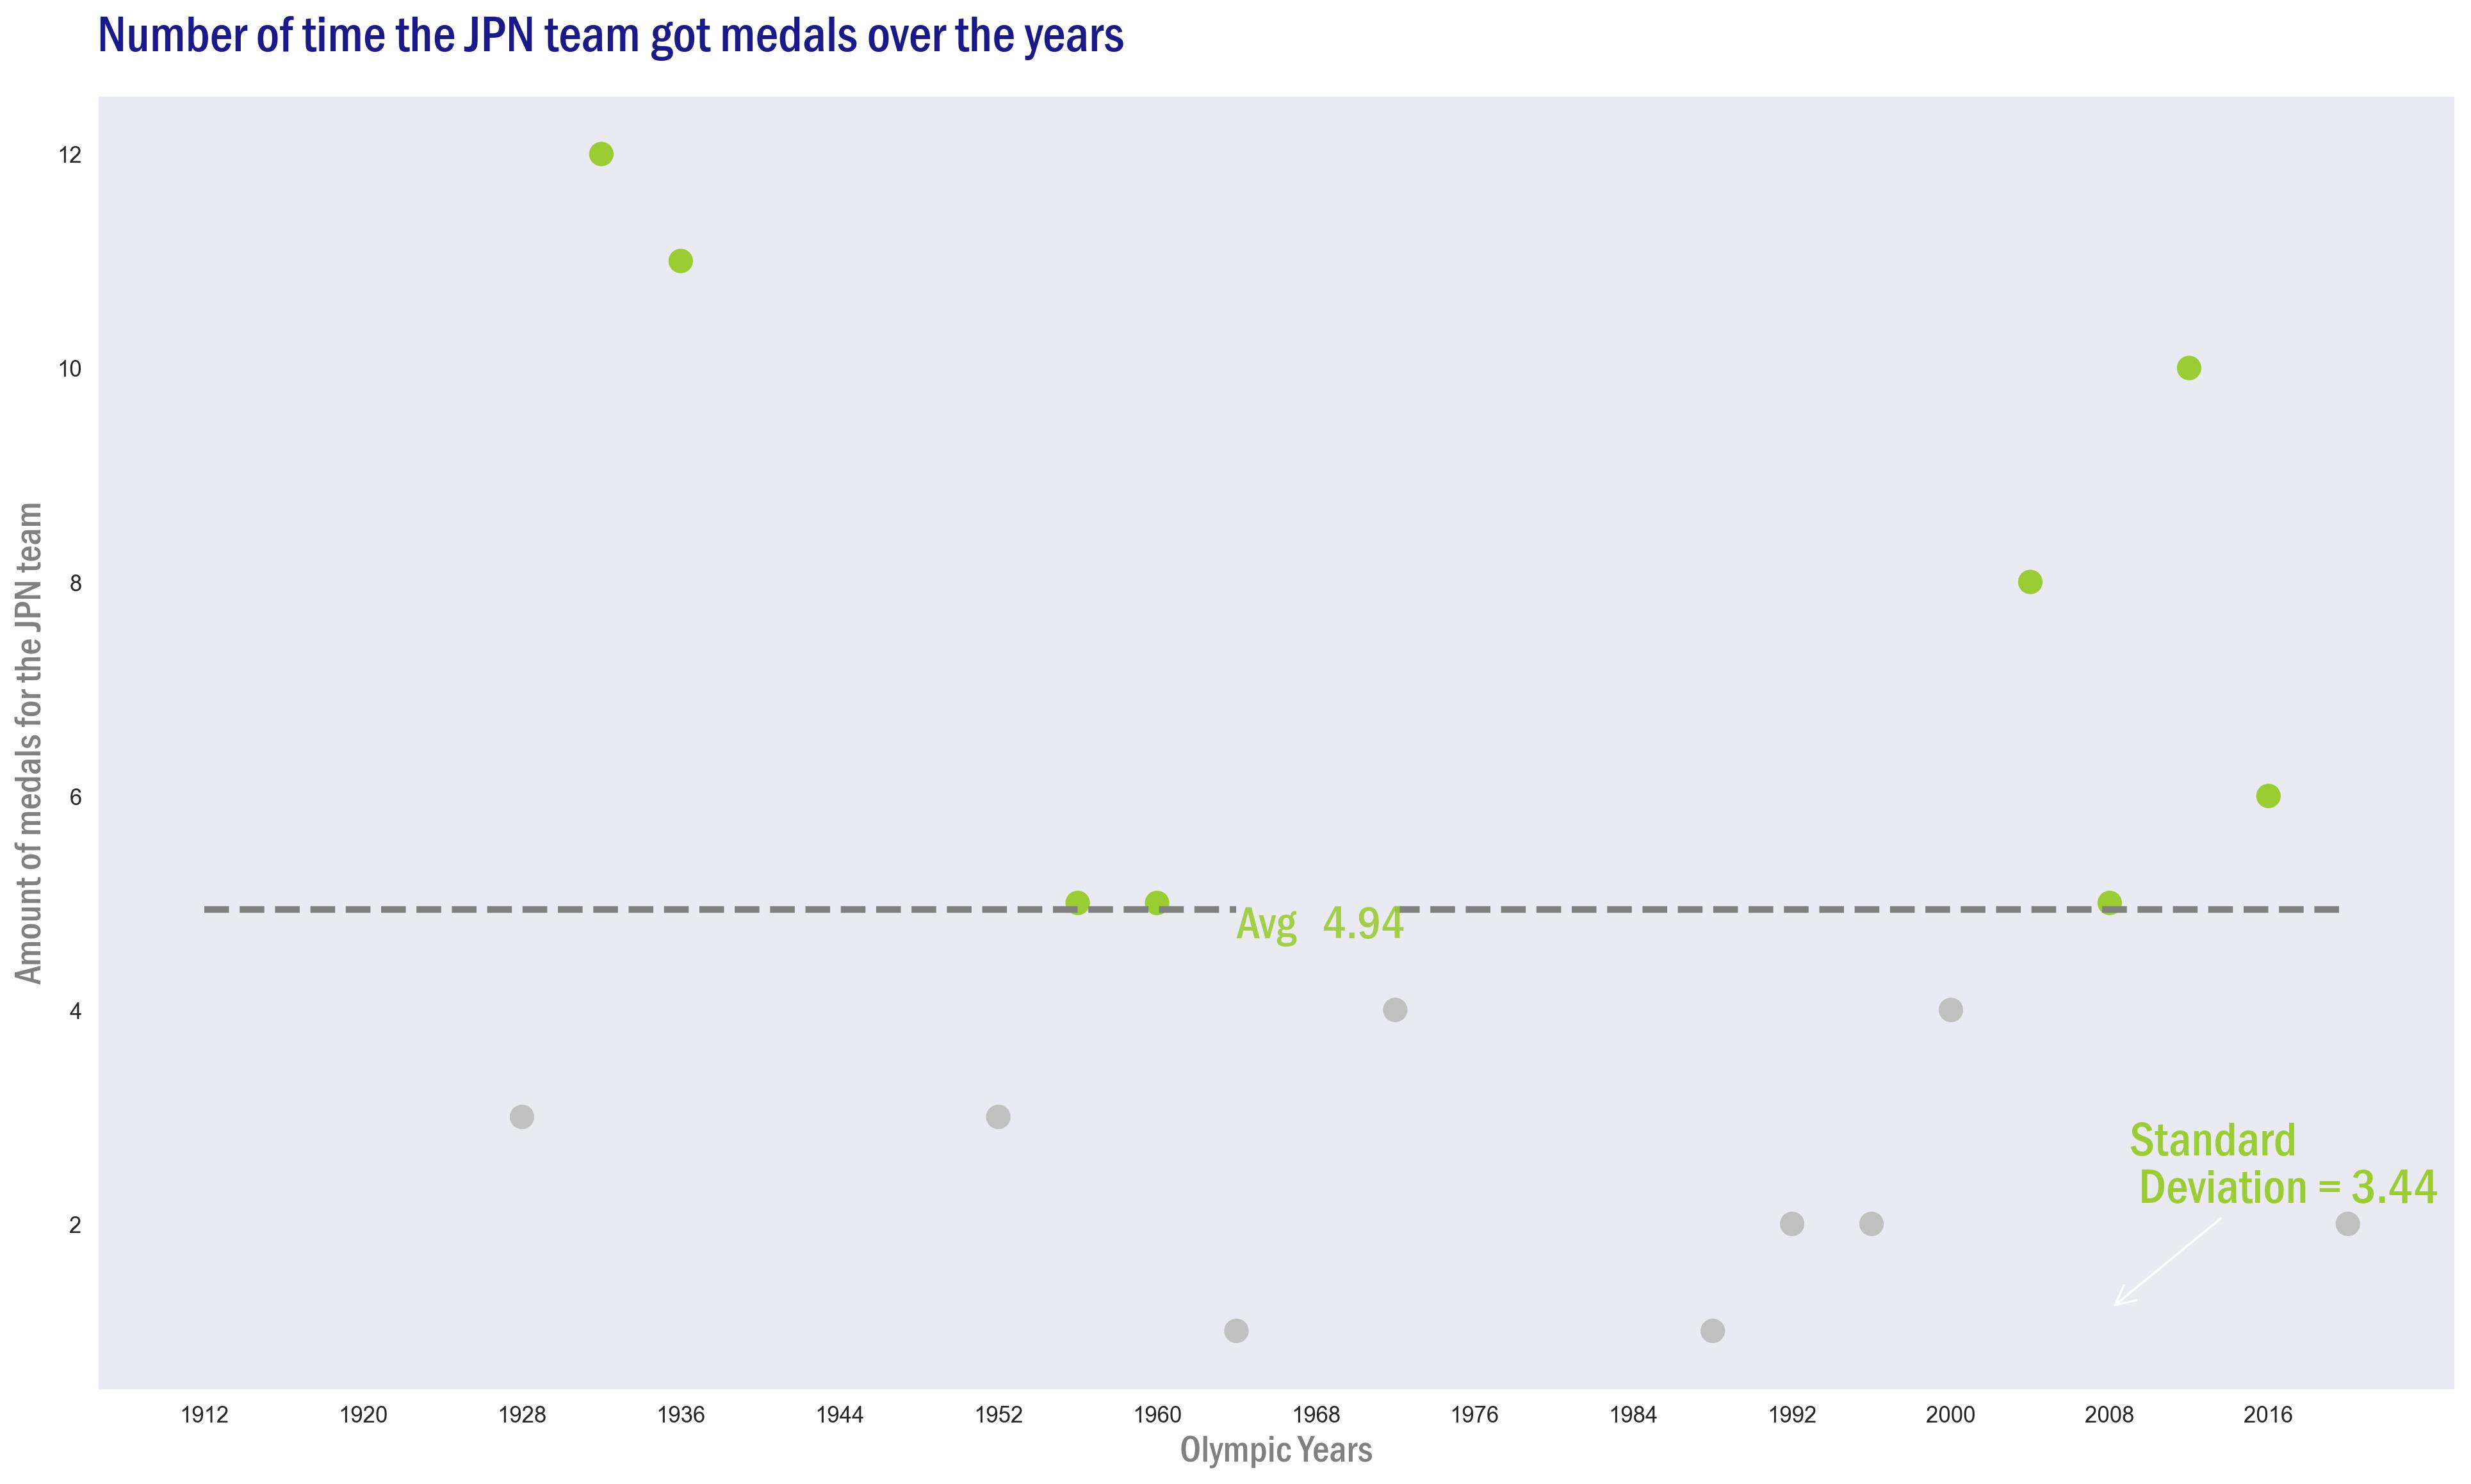 Number of time the JPN team got medals over the years
12
10
8
6
4
2
Amount of medals for the JPN team
Avg 4.94
Standard
Deviation = 3.44
1912 1920 1928 1936 1944 1952 1960 1968 1976 1984 1992 2000 2008 2016
Olympic Years